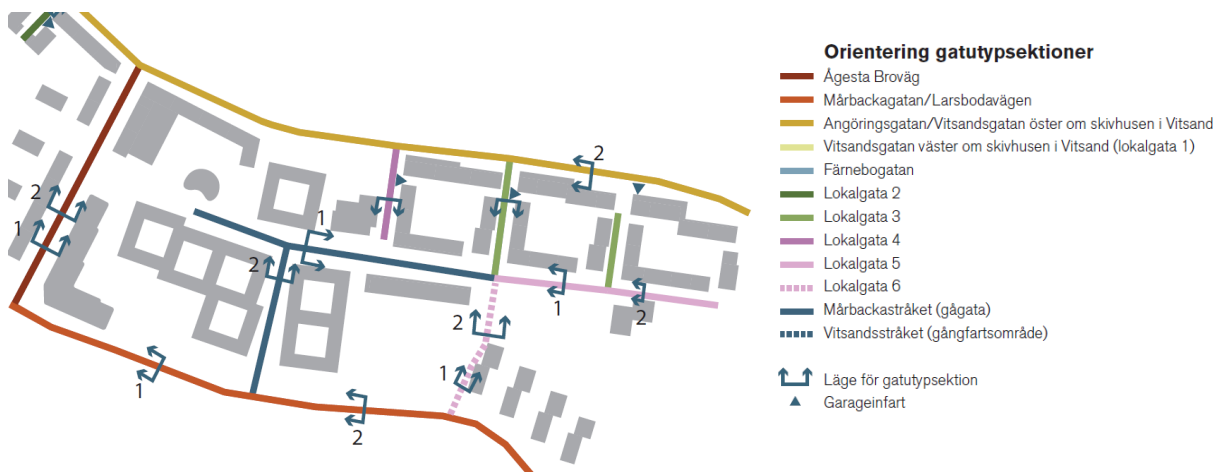 Orientering gatutypsektioner
Ågesta Broväg
Mårbackagatan/Larsbodavägen
Angöringsgatan/Vitsandsgatan öster om skivhusen i Vitsand
Vitsandsgatan väster om skivhusen i Vitsand (lokalgata 1)
Färnebogatan
Lokalgata 2
Lokalgata 3
Lokalgata 4
Lokalgata 5
Lokalgata 6
Mårbackastråket (gågata)
Vitsandsstråket (gångfartsområde)
Läge för gatutypsektion
Garageinfart
2
2
1
1
2
1
2
2
1
1
2